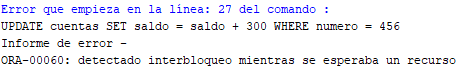 Error que empieza en la línea: 27 del comando :
UPDATE cuentas SET saldo = saldo + 300 WHERE numero = 456
Informe de error -
ORA-00060: detectado interbloqueo mientras se esperaba un recurso